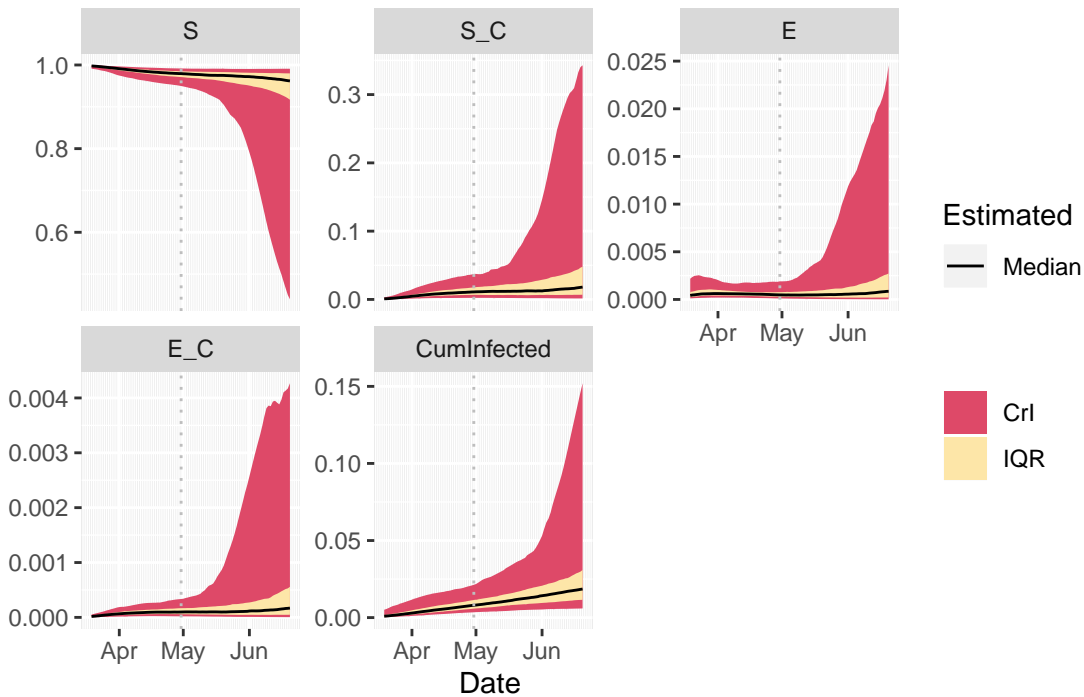 S
S_C
E
1.0
0.8
0.6
0.3
0.2
0.1
0.0
0.025
0.020
0.015
0.010
0.005
0.000
Apr May Jun
E_C
CumInfected
0.004
0.003
0.002
0.001
0.000
Apr May Jun
0.15
0.10
0.05
0.00
Apr May Jun
Date
Estimated
Median
CrI
IQR